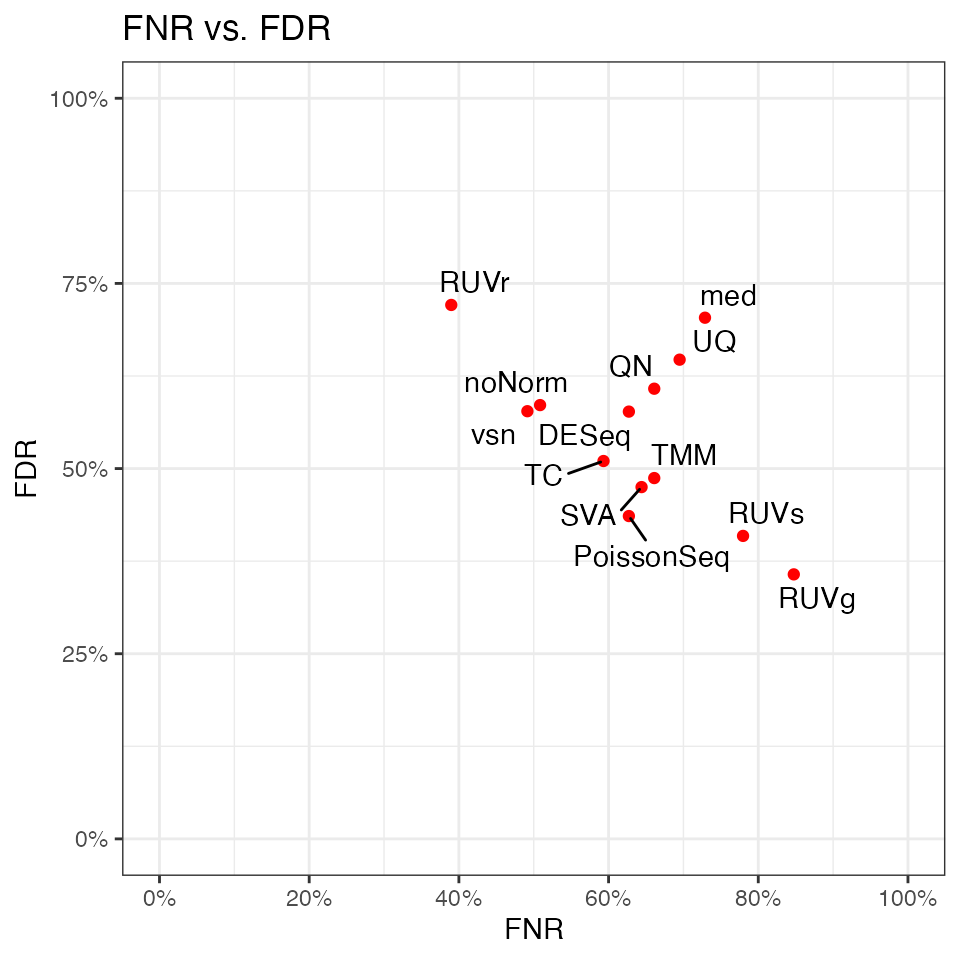 FNR vs. FDR
100%
75%
50%
25%
0%
FDR
RUVr
med
UQ
QN
noNorm
vsn
DESeq
TC
TMM
SVA
RUVs
PoissonSeq
RUVg
0%
20%
40%
60%
80%
100%
FNR